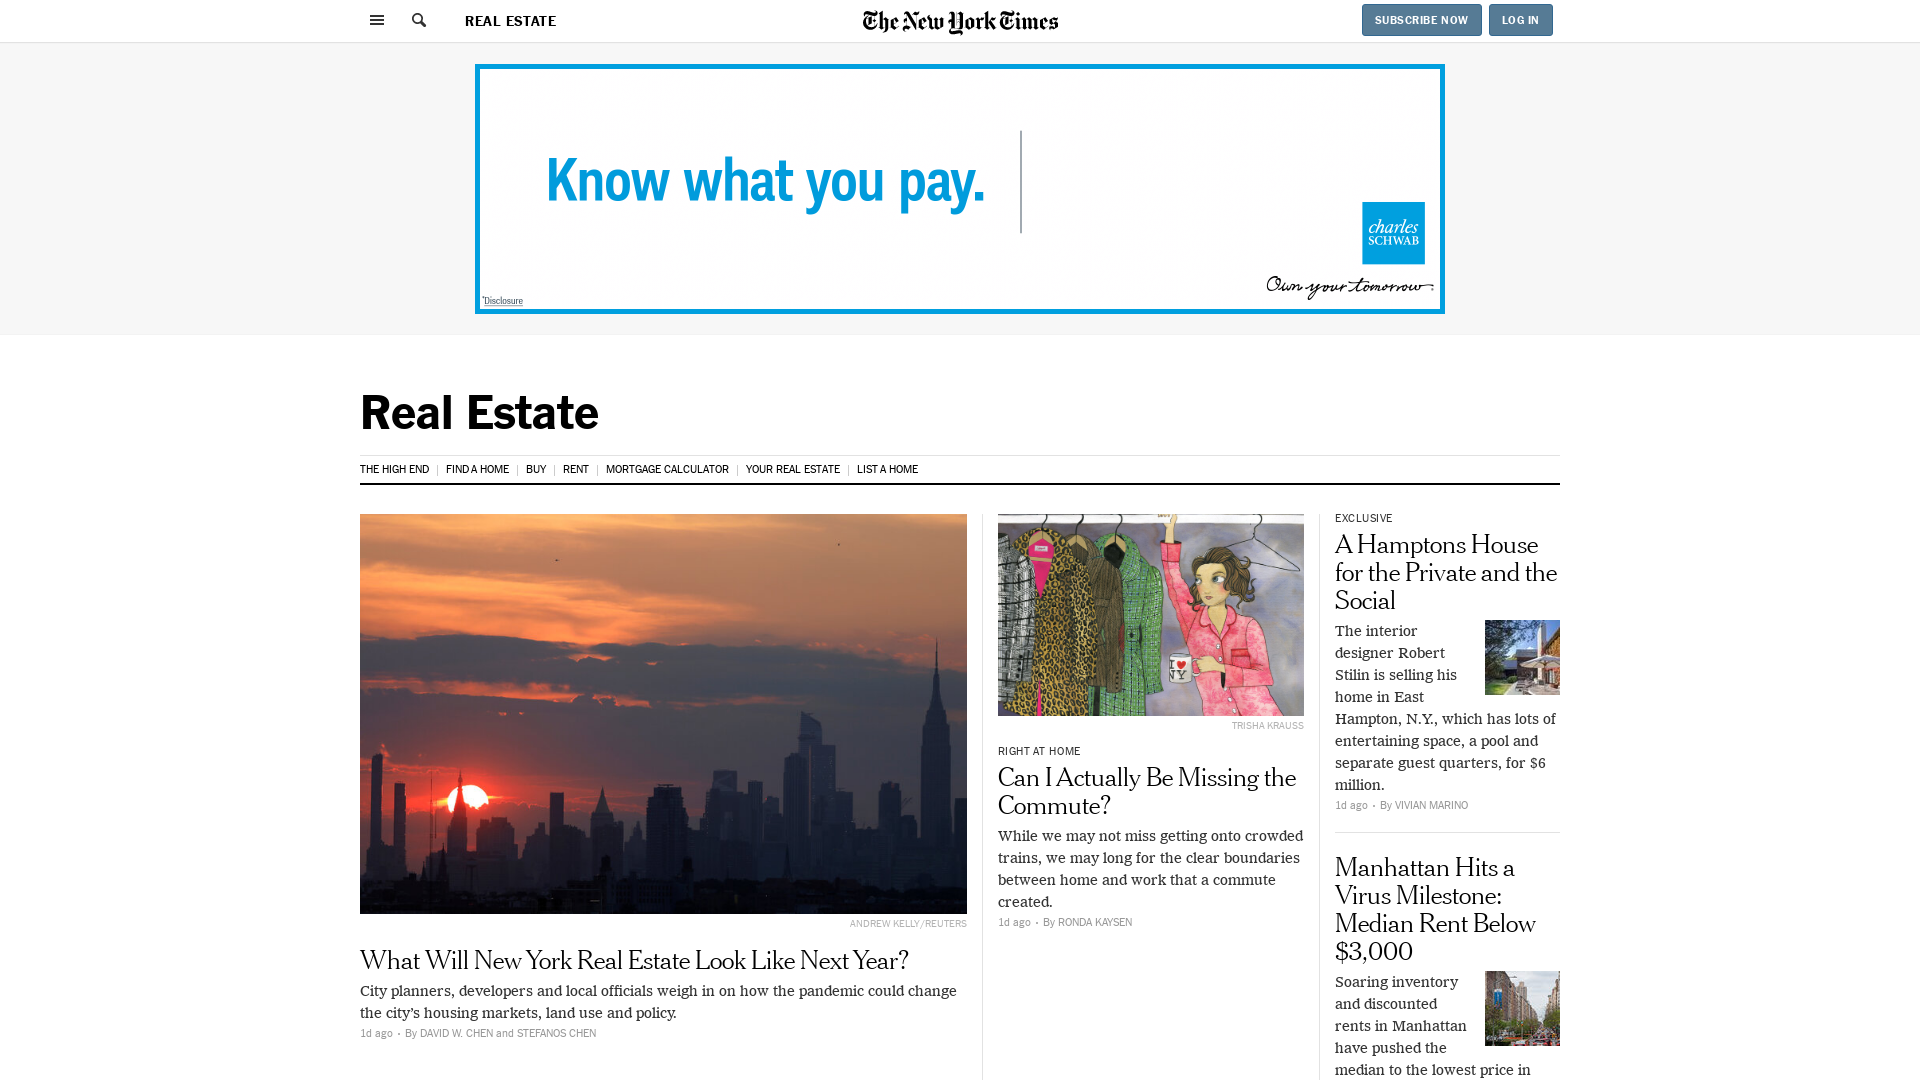 REAL ESTATE
The New York Times
SUBSCRIBE NOW
LOG IN
Know what you pay.
charles
SCHWAB
Own your tomorrow
*Disclosure
Real Estate
THE HIGH END
FIND A HOME
BUY
RENT
MORTGAGE CALCULATOR
YOUR REAL ESTATE
LIST A HOME
ANDREW KELLY/REUTERS
What Will New York Real Estate Look Like Next Year?
City planners, developers and local officials weigh in on how the pandemic could change
the city’s housing markets, land use and policy.
1d ago • By DAVID W. CHEN and STEFANOS CHEN
I ♥
NY
TRISHA KRAUSS
RIGHT AT HOME
Can I Actually Be Missing the
Commute?
While we may not miss getting onto crowded
trains, we may long for the clear boundaries
between home and work that a commute
created.
1d ago • By RONDA KAYSEN
EXCLUSIVE
A Hamptons House
for the Private and the
Social
The interior
designer Robert
Stilin is selling his
home in East
Hampton, N.Y., which has lots of
entertaining space, a pool and
separate guest quarters, for $6
million.
1d ago • By VIVIAN MARINO
Manhattan Hits a
Virus Milestone:
Median Rent Below
$3,000
Soaring inventory
and discounted
rents in Manhattan
have pushed the
median to the lowest price in